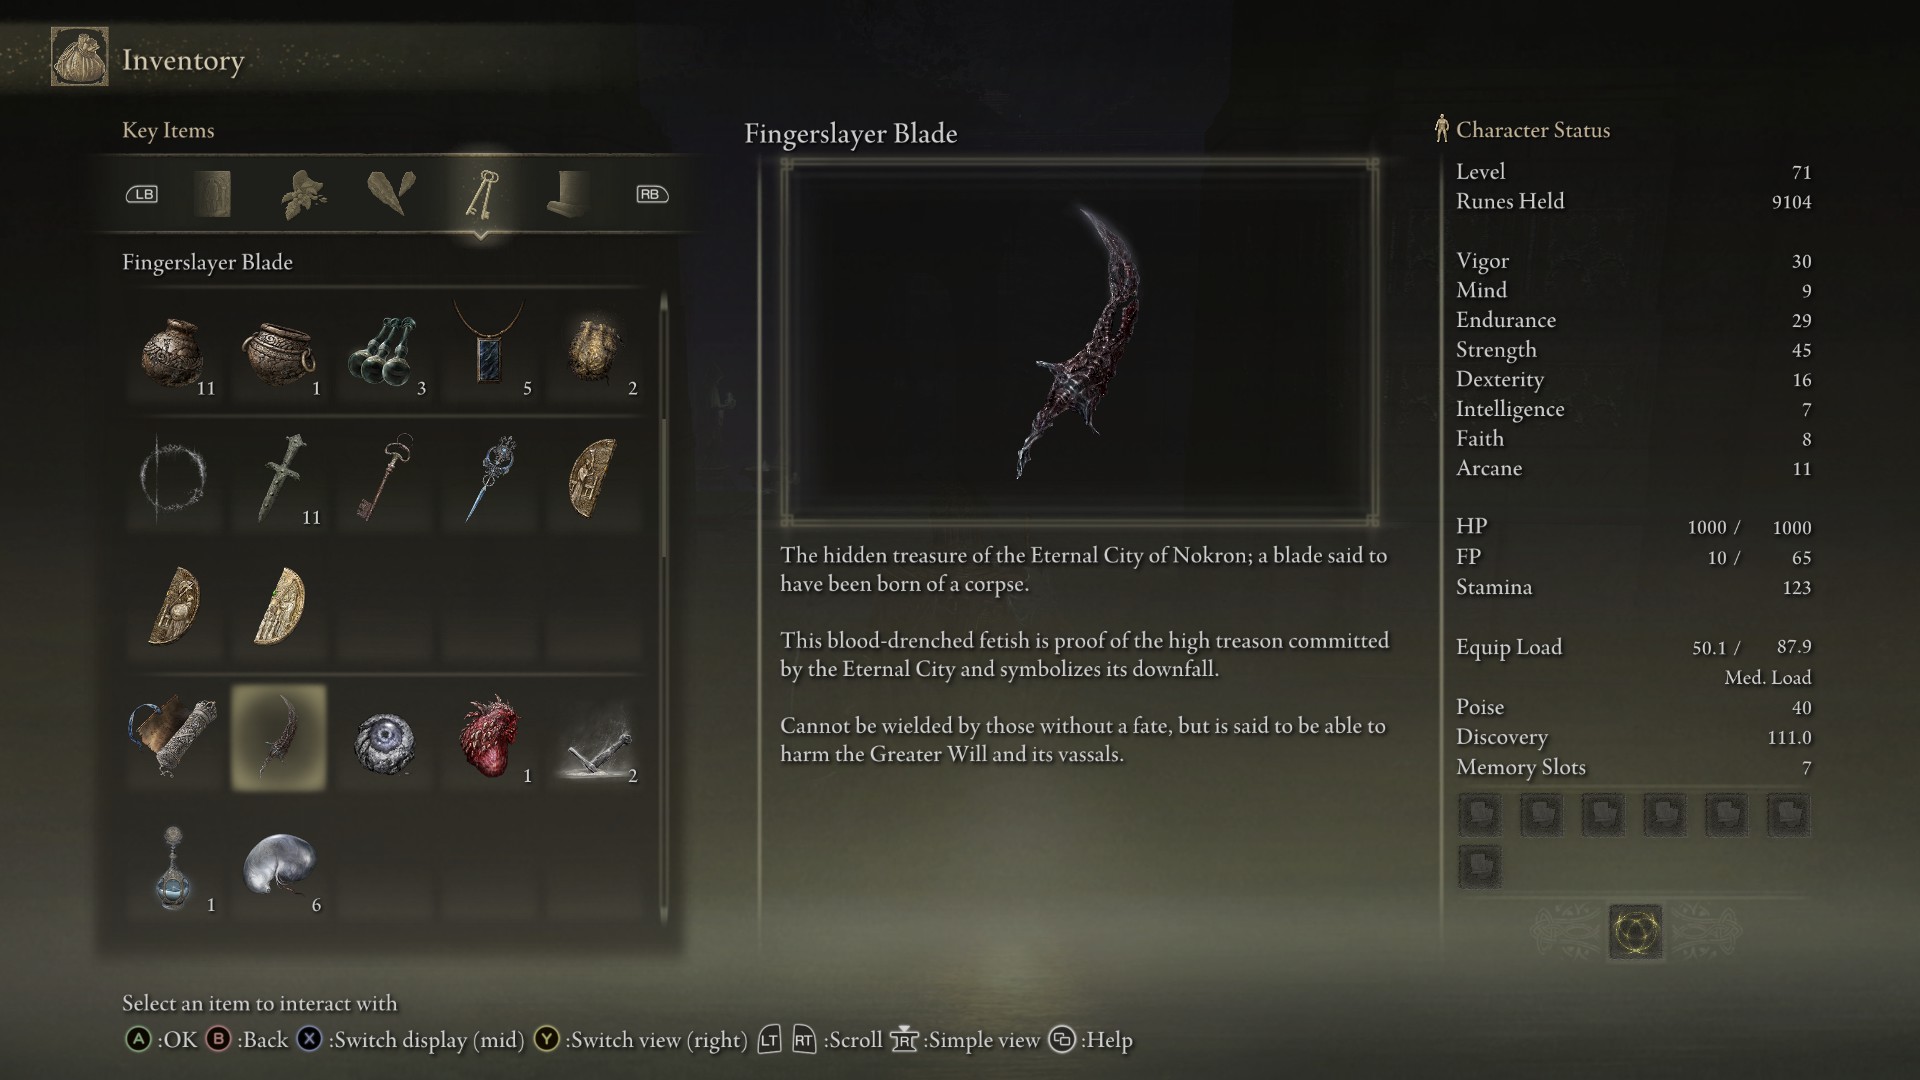 Inventory
Key Items
LB
RB
Fingerslayer Blade
11
1
3
5
2
11
1
2
1
6
Fingerslayer Blade
The hidden treasure of the Eternal City of Nokron; a blade said to
have been born of a corpse.
This blood-drenched fetish is proof of the high treason committed
by the Eternal City and symbolizes its downfall.
Cannot be wielded by those without a fate, but is said to be able to
harm the Greater Will and its vassals.
Character Status
Level 71
Runes Held 9104
Vigor 30
Mind 9
Endurance 29
Strength 45
Dexterity 16
Intelligence 7
Faith 8
Arcane 11
HP 1000 / 1000
FP 10 / 65
Stamina 123
Equip Load 50.1 / 87.9
Med. Load
Poise 40
Discovery 111.0
Memory Slots 7
Select an item to interact with
A :OK B :Back X :Switch display (mid) Y :Switch view (right) LT RT :Scroll R :Simple view :Help